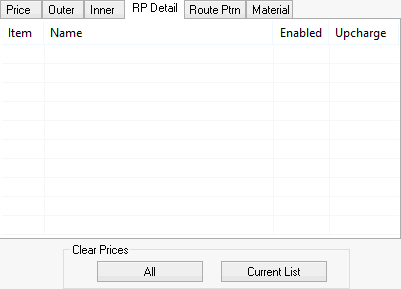 Price Outer Inner RP Detail Route Ptrn Material
Item Name Enabled Upcharge
Clear Prices
All Current List